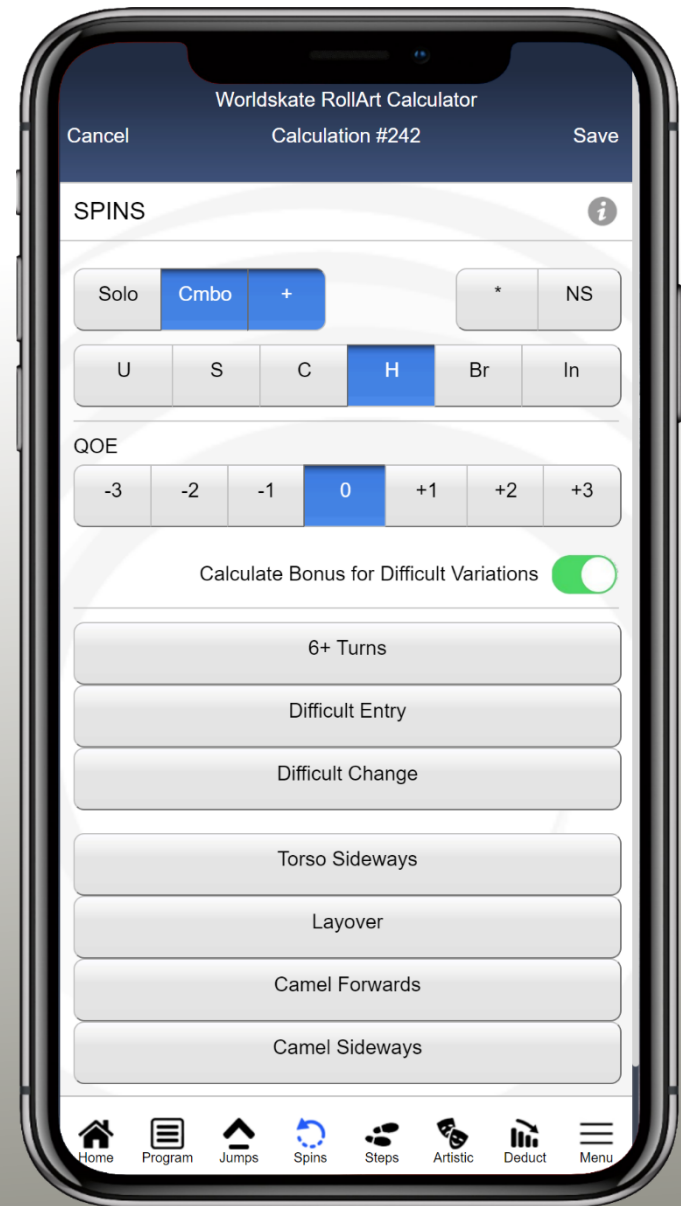 Worldskate RollArt Calculator
Cancel Calculation #242 Save
SPINS i
Solo Cmbo + * NS
U S C H Br In
QOE
-3 -2 -1 0 +1 +2 +3
Calculate Bonus for Difficult Variations
6+ Turns
Difficult Entry
Difficult Change
Torso Sideways
Layover
Camel Forwards
Camel Sideways
Home Program Jumps Spins Steps Artistic Deduct Menu